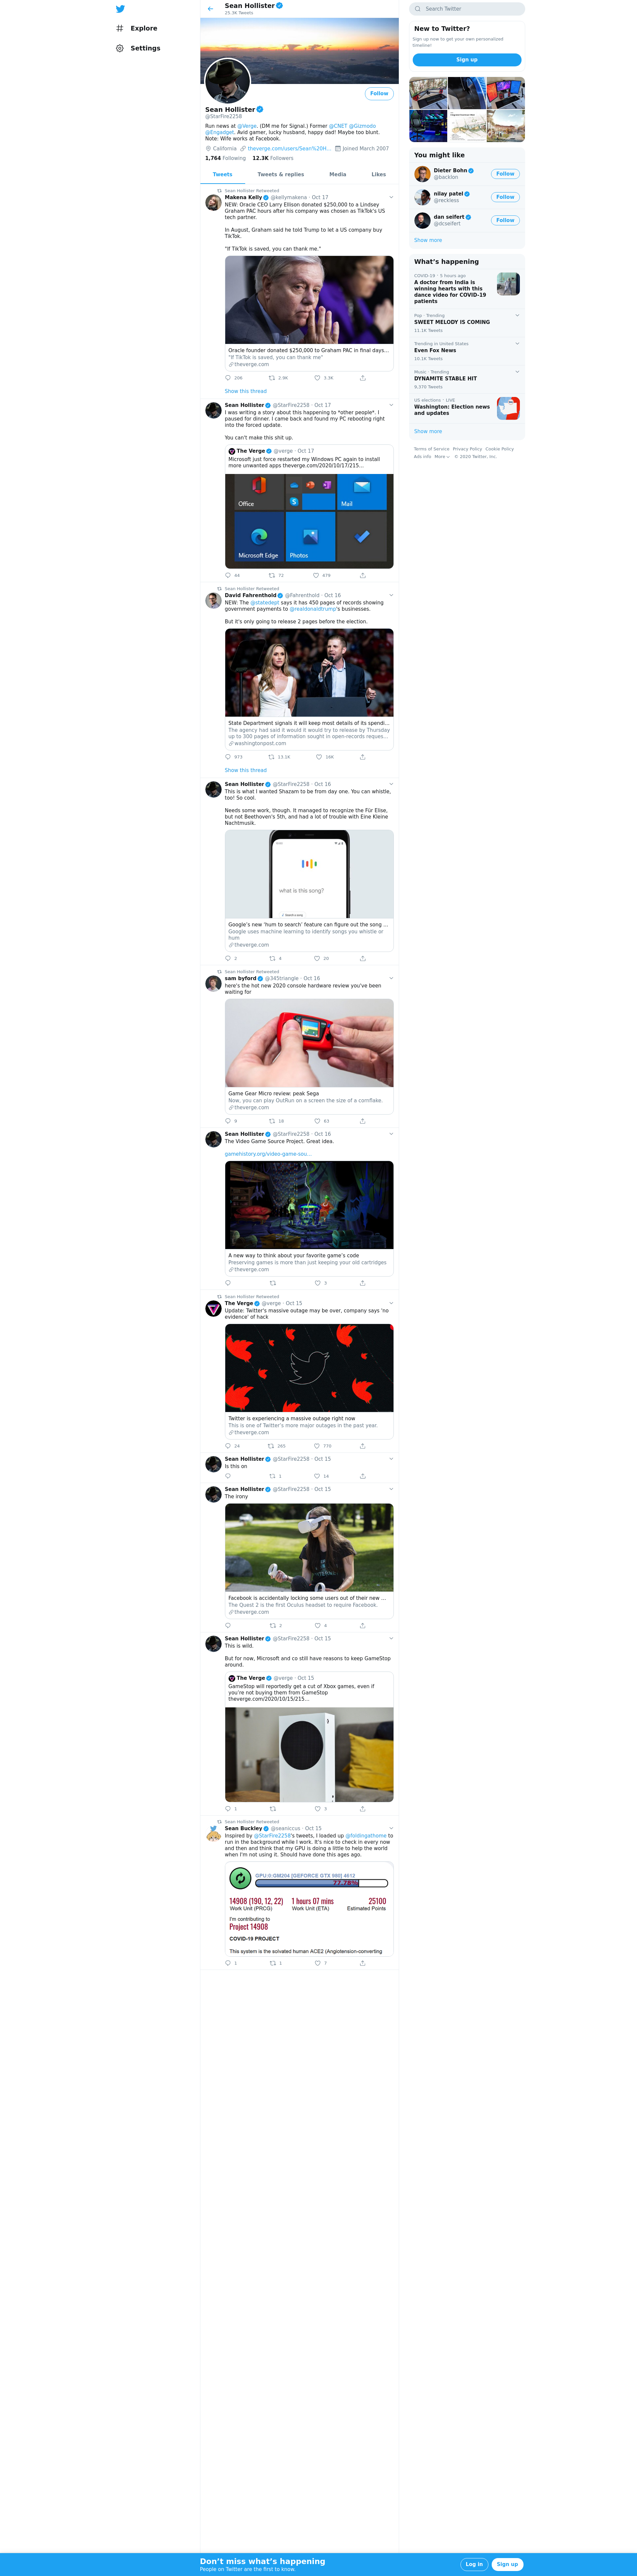 Explore
Settings
Sean Hollister
25.3K Tweets
Follow
Sean Hollister
@StarFire2258
Run news at @Verge. (DM me for Signal.) Former @CNET @Gizmodo
@Engadget. Avid gamer, lucky husband, happy dad! Maybe too blunt.
Note: Wife works at Facebook.
California theverge.com/users/Sean%20H... Joined March 2007
1,764 Following 12.3K Followers
Tweets Tweets & replies Media Likes
Sean Hollister Retweeted
Makena Kelly @kellymakena · Oct 17
NEW: Oracle CEO Larry Ellison donated $250,000 to a Lindsey
Graham PAC hours after his company was chosen as TikTok's US
tech partner.
In August, Graham said he told Trump to let a US company buy
TikTok.
"If TikTok is saved, you can thank me."
Oracle founder donated $250,000 to Graham PAC in final days...
"If TikTok is saved, you can thank me"
theverge.com
206 2.9K 3.3K
Show this thread
Sean Hollister @StarFire2258 · Oct 17
I was writing a story about this happening to *other people*. I
paused for dinner. I came back and found my PC rebooting right
into the forced update.
You can't make this shit up.
The Verge @verge · Oct 17
Microsoft just force restarted my Windows PC again to install
more unwanted apps theverge.com/2020/10/17/215...
Office
Mail
Microsoft Edge
Photos
44 72 479
Sean Hollister Retweeted
David Fahrenthold @Fahrenthold · Oct 16
NEW: The @statedept says it has 450 pages of records showing
government payments to @realdonaldtrump's businesses.
But it's only going to release 2 pages before the election.
State Department signals it will keep most details of its spendi...
The agency had said it would it would try to release by Thursday
up to 300 pages of information sought in open-records reques...
washingtonpost.com
973 13.1K 16K
Show this thread
Sean Hollister @StarFire2258 · Oct 16
This is what I wanted Shazam to be from day one. You can whistle,
too! So cool.
Needs some work, though. It managed to recognize the Für Elise,
but not Beethoven's 5th, and had a lot of trouble with Eine Kleine
Nachtmusik.
what is this song?
Google's new 'hum to search' feature can figure out the song ...
Google uses machine learning to identify songs you whistle or
hum
theverge.com
2 4 20
Sean Hollister Retweeted
sam byford @345triangle · Oct 16
here's the hot new 2020 console hardware review you've been
waiting for
Game Gear Micro review: peak Sega
Now, you can play OutRun on a screen the size of a cornflake.
theverge.com
9 18 63
Sean Hollister @StarFire2258 · Oct 16
The Video Game Source Project. Great idea.
gamehistory.org/video-game-sou...
A new way to think about your favorite game's code
Preserving games is more than just keeping your old cartridges
theverge.com
3
Sean Hollister Retweeted
The Verge @verge · Oct 15
Update: Twitter's massive outage may be over, company says 'no
evidence' of hack
Twitter is experiencing a massive outage right now
This is one of Twitter's more major outages in the past year.
theverge.com
24 265 770
Sean Hollister @StarFire2258 · Oct 15
Is this on
1 14
Sean Hollister @StarFire2258 · Oct 15
The irony
Facebook is accidentally locking some users out of their new ...
The Quest 2 is the first Oculus headset to require Facebook.
theverge.com
3 4
Sean Hollister @StarFire2258 · Oct 15
This is wild.
But for now, Microsoft and co still have reasons to keep GameStop
around.
The Verge @verge · Oct 15
GameStop will reportedly get a cut of Xbox games, even if
you're not buying them from GameStop
theverge.com/2020/10/15/215...
1 3
Sean Hollister Retweeted
Sean Buckley @seaniccus · Oct 15
Inspired by @StarFire2258's tweets, I loaded up @foldingathome to
run in the background while I work. It's nice to check in every now
and then and think that my GPU is doing a little to help the world
when I'm not using it. Should have done this ages ago.
GPU:0:GM204 [GEFORCE GTX 980] 4612
14908 (190, 12, 22) 1 hours 07 mins 25100
Work Unit (PRCG) Work Unit (ETA) Estimated Points
I'm contributing to
Project 14908
COVID-19 PROJECT
This system is the solvated human ACE2 (Angiotension-converting
1 1 7
Search Twitter
New to Twitter?
Sign up now to get your own personalized
timeline!
Sign up
You might like
Dieter Bohn
@backlon
Follow
nilay patel
@reckless
Follow
dan seifert
@dcseifert
Follow
Show more
What's happening
COVID-19 · 5 hours ago
A doctor from India is
winning hearts with this
dance video for COVID-19
patients
Pop · Trending
SWEET MELODY IS COMING
11.1K Tweets
Trending in United States
Even Fox News
10.1K Tweets
Music · Trending
DYNAMITE STABLE HIT
9,375 Tweets
US elections · LIVE
Washington: Election news
and updates
Show more
Terms of Service Privacy Policy Cookie Policy
Ads info More © 2020 Twitter, Inc.
Don't miss what's happening
People on Twitter are the first to know.
Log in
Sign up